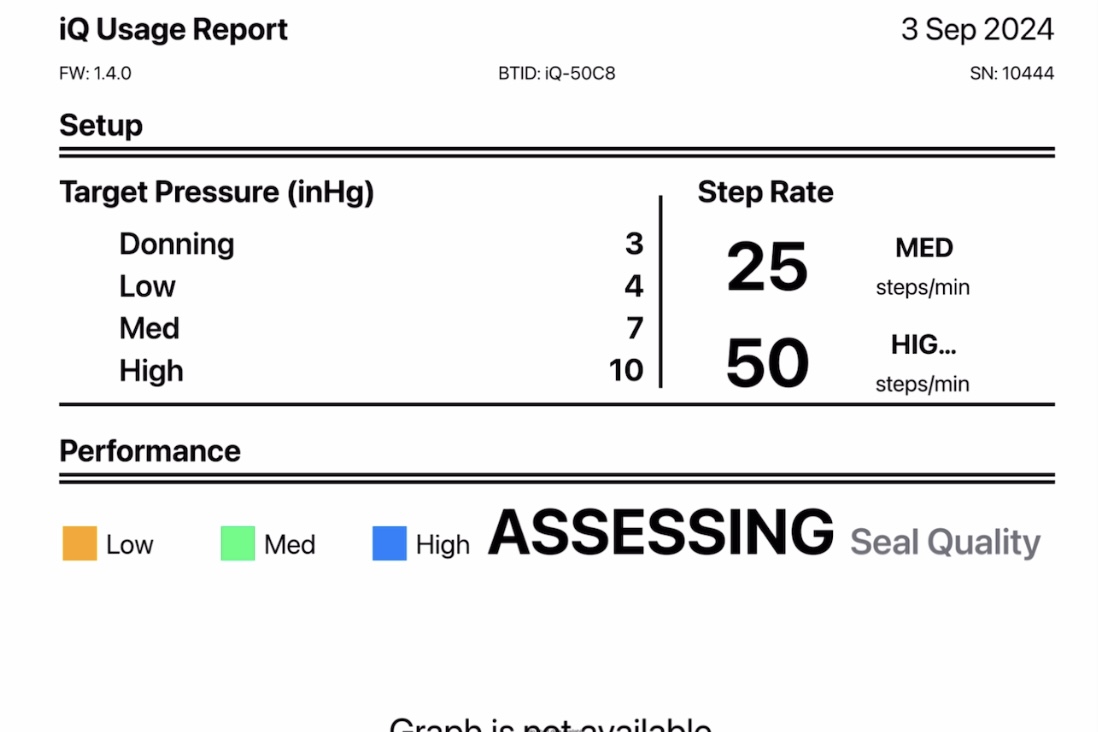 iQ Usage Report 3 Sep 2024
FW: 1.4.0 BTID: iQ-50C8 SN: 10444
Setup
Target Pressure (inHg)
Donning 3
Low 4
Med 7
High 10
Step Rate
25 MED
steps/min
50 HIG...
steps/min
Performance
Low Med High ASSESSING Seal Quality
Graph is not available